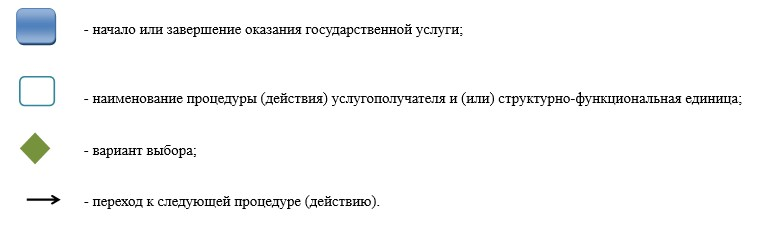 - начало или завершение оказания государственной услуги;
- наименование процедуры (действия) услугополучателя и (или) структурно-функциональная единица;
- вариант выбора;
- переход к следующей процедуре (действию).